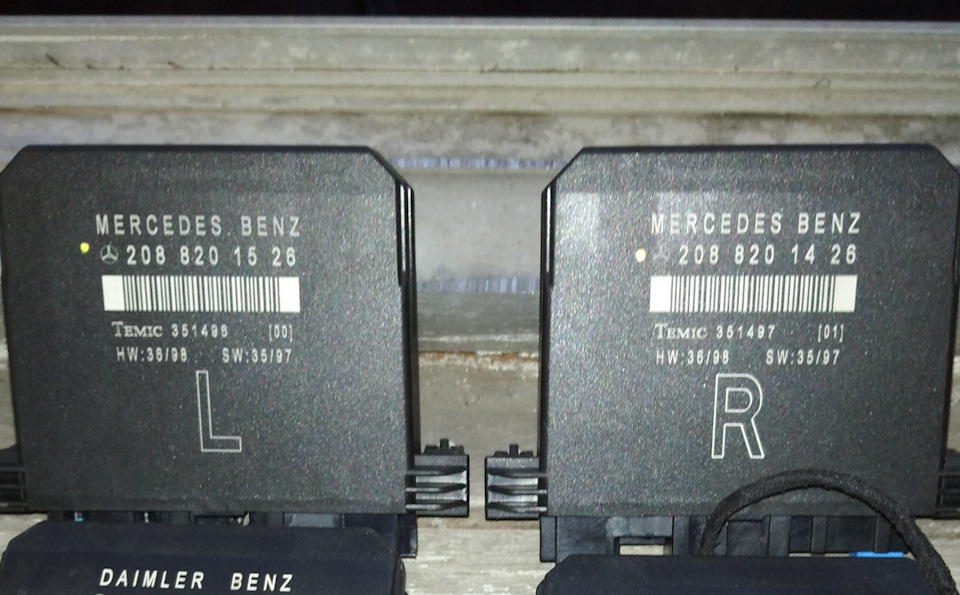 MERCEDES BENZ
208 820 15 26
TEMIC 351498 [00]
HW:36/98 SW:35/97
L
MERCEDES BENZ
208 820 14 26
TEMIC 351497 [01]
HW:36/98 SW:35/97
R
DAIMLER BENZ